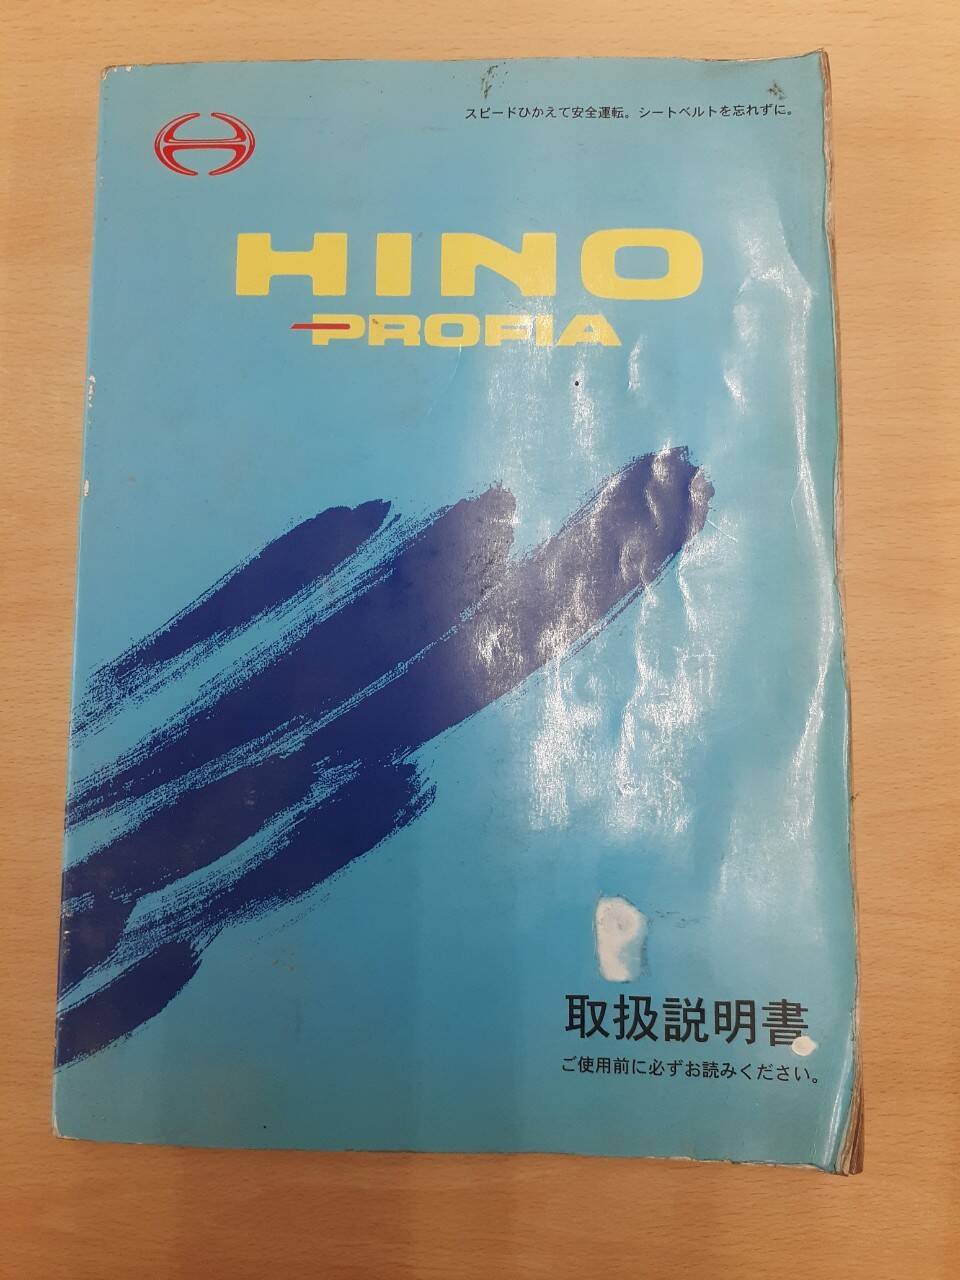 スピードひかえて安全運転。シートベルトを忘れずに。
HINO
PROFIA
取扱説明書
ご使用前に必ずお読みください。